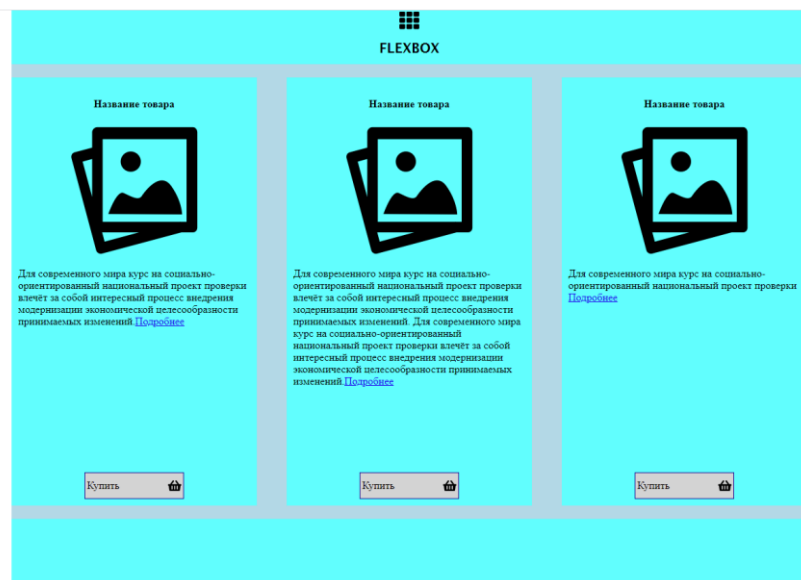 FLEXBOX
Название товара
Для современного мира курс на социально-
ориентированный национальный проект проверки
влечёт за собой интересный процесс внедрения
модернизации экономической целесообразности
принимаемых изменений.Подробнее
Купить
Название товара
Для современного мира курс на социально-
ориентированный национальный проект проверки
влечёт за собой интересный процесс внедрения
модернизации экономической целесообразности
принимаемых изменений. Для современного мира
курс на социально-ориентированный
национальный проект проверки влечёт за собой
интересный процесс внедрения модернизации
экономической целесообразности принимаемых
изменений.Подробнее
Купить
Название товара
Для современного мира курс на социально-
ориентированный национальный проект проверки
Подробнее
Купить